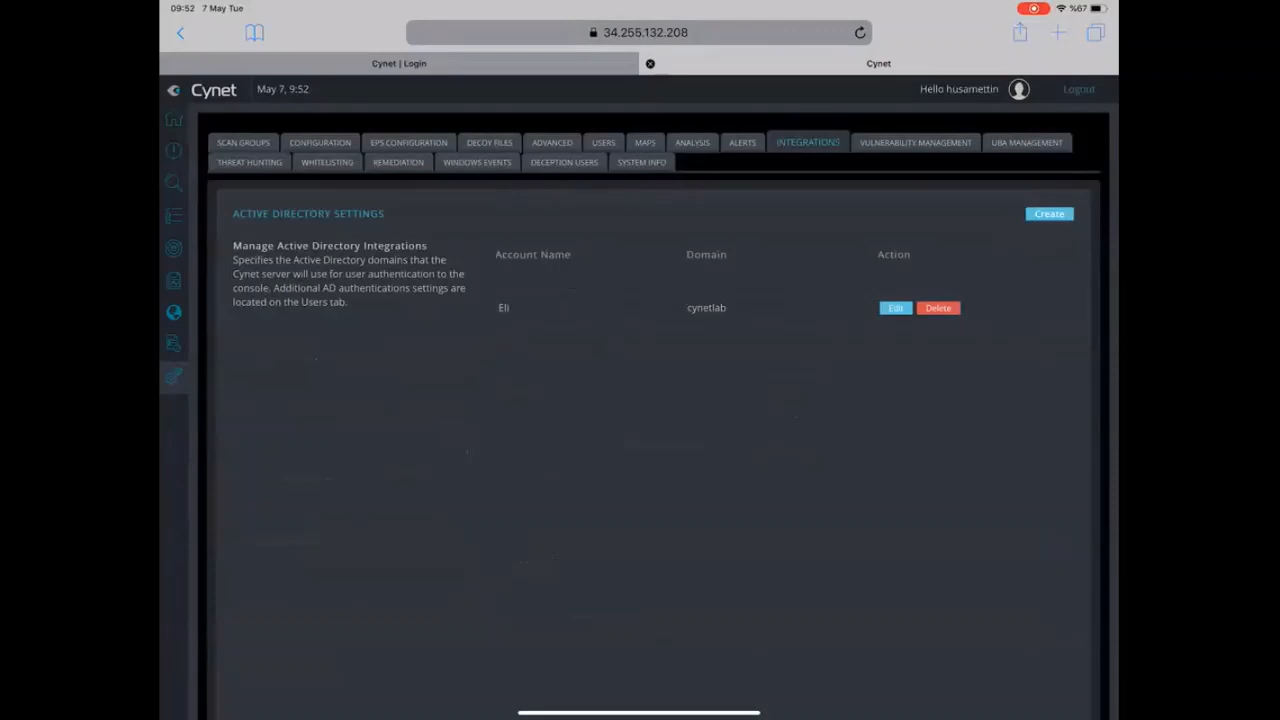 09:52 7 May Tue
%67
34.255.132.208
Cynet | Login
Cynet
Cynet
May 7, 9:52
Hello husamettin
Logout
SCAN GROUPS CONFIGURATION EPS CONFIGURATION DECOY FILES ADVANCED USERS MAPS ANALYSIS ALERTS INTEGRATIONS VULNERABILITY MANAGEMENT UBA MANAGEMENT
THREAT HUNTING WHITELISTING REMEDIATION WINDOWS EVENTS DECEPTION USERS SYSTEM INFO
ACTIVE DIRECTORY SETTINGS
Create
Manage Active Directory Integrations
Specifies the Active Directory domains that the
Cynet server will use for user authentication to the
console. Additional AD authentications settings are
located on the Users tab.
Account Name Domain Action
Eli cynetlab Edit Delete